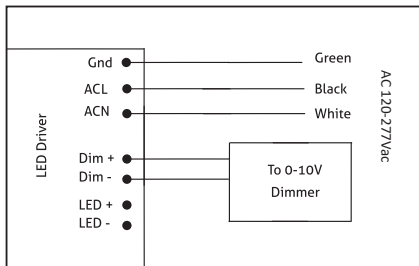 LED Driver
Gnd
ACL
ACN
Dim +
Dim -
LED +
LED -
Green
Black
White
AC 120-277Vac
To 0-10V
Dimmer